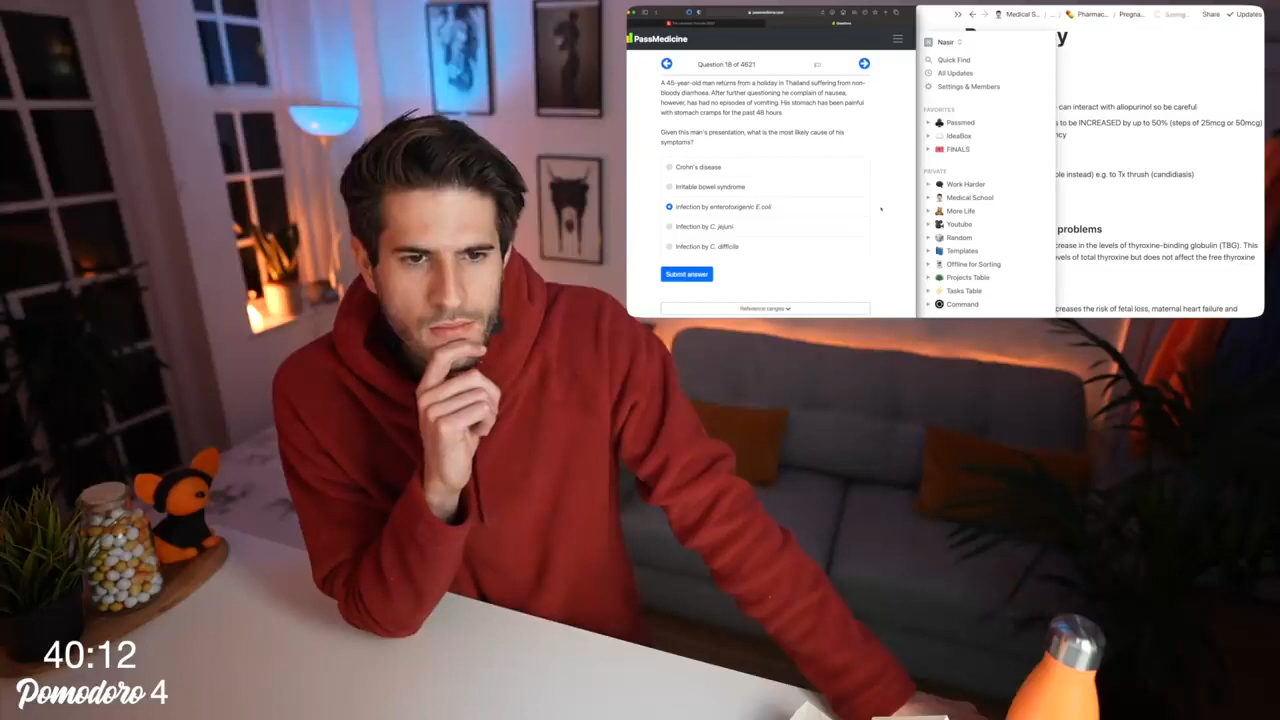 PassMedicine
Question 18 of 4621
A 45-year-old man returns from a holiday in Thailand suffering from non-
bloody diarrhoea. After further questioning he complain of nausea,
however, has had no episodes of vomiting. His stomach has been painful
with stomach cramps for the past 48 hours.
Given this man's presentation, what is the most likely cause of his
symptoms?
Crohn's disease
Irritable bowel syndrome
Infection by enterotoxigenic E.coli
Infection by C. jejuni
Infection by C. difficile
Submit answer
Reference ranges
Medical S... ... Pharmac... Pregna... Saving... Share Updates
y
Nasir
Quick Find
All Updates
Settings & Members
FAVORITES
Passmed
IdeaBox
FINALS
PRIVATE
Work Harder
Medical School
More Life
Youtube
Random
Templates
Offline for Sorting
Projects Table
Tasks Table
Command
can interact with allopurinol so be careful
to be INCREASED by up to 50% (steps of 25mcg or 50mcg)
cy
ole instead) e.g. to Tx thrush (candidiasis)
problems
crease in the levels of thyroxine-binding globulin (TBG). This
evels of total thyroxine but does not affect the free thyroxine
creases the risk of fetal loss, maternal heart failure and
40:12
Pomodoro 4